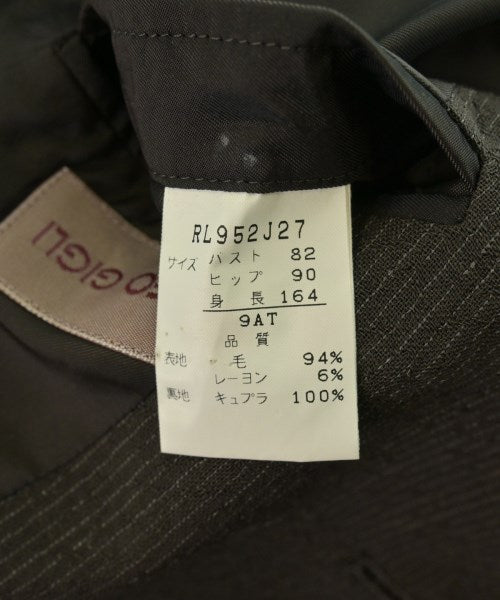 RL952J27
サイズ バスト 82
ヒップ 90
身長 164
9AT
品質
表地 毛 94%
レーヨン 6%
裏地 キュプラ 100%
EO GIGLI